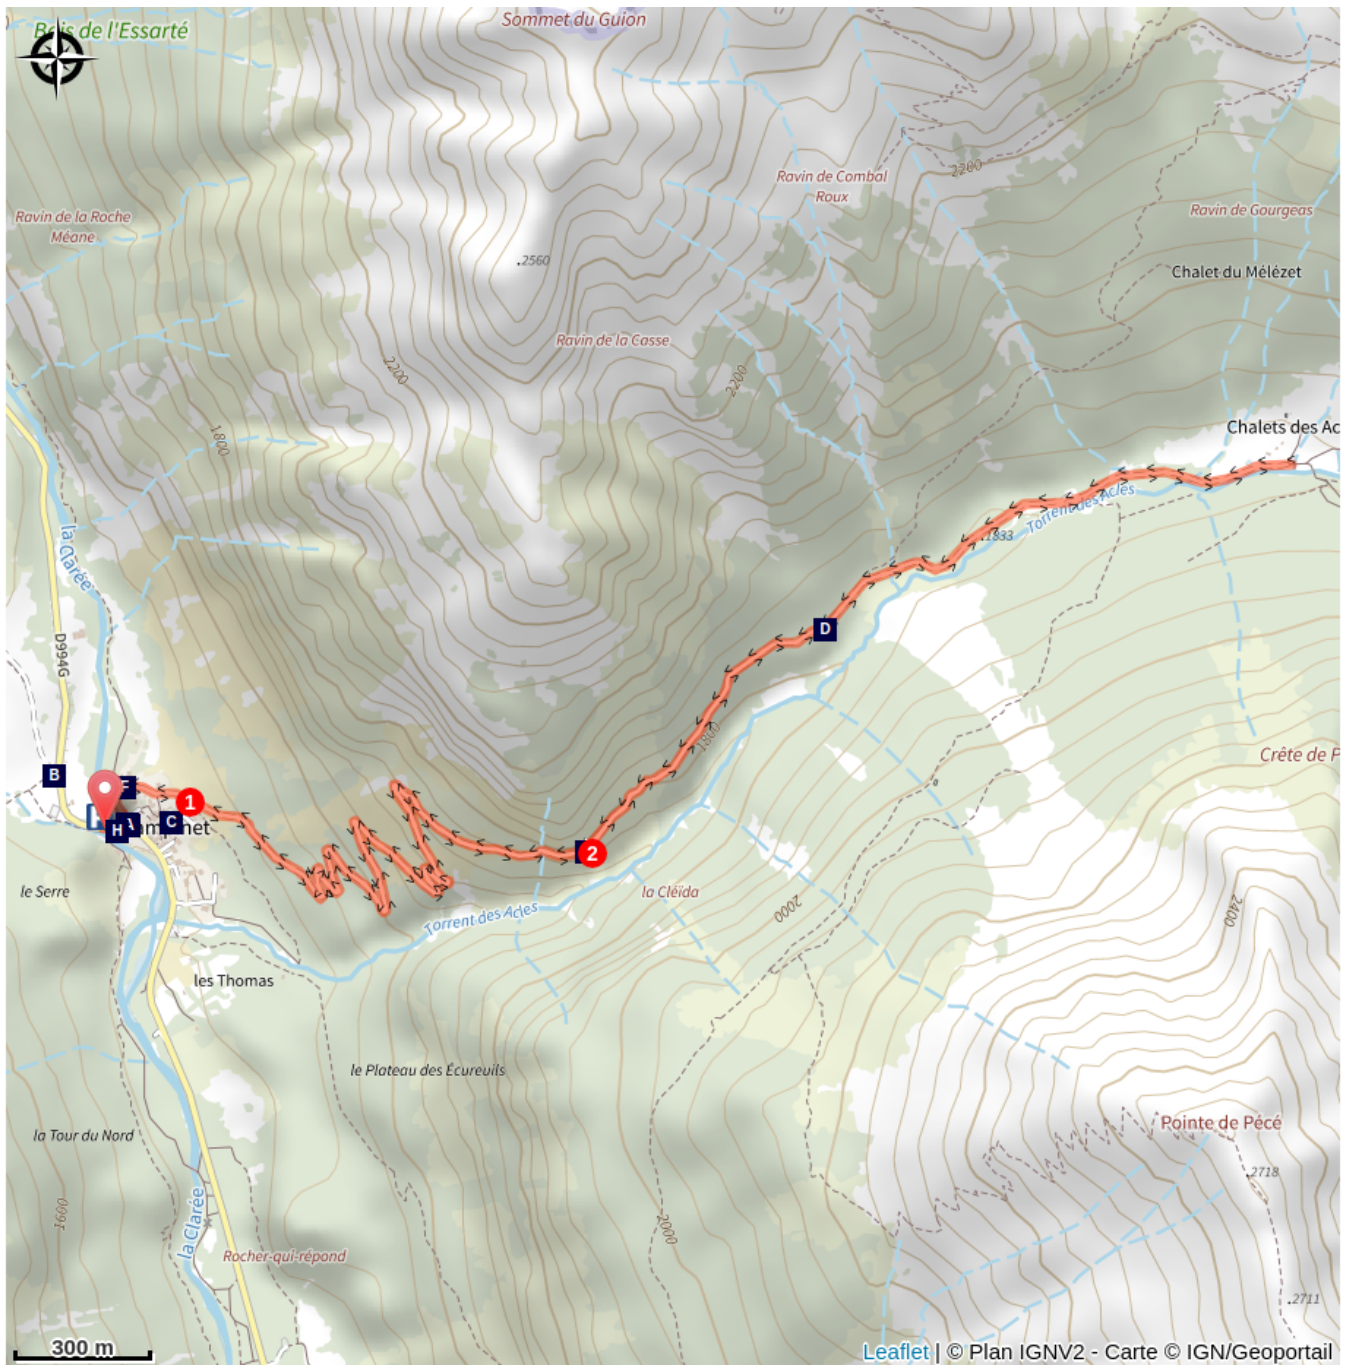 Sommet du Guion
Bois de l'Essarté
Ravin de Combal
Roux
2200
Ravin de la Roche
Méane
Ravin de Gourgeas
.2560
Chalet du Mélézet
Ravin de la Casse
2200
2200
1800
Chalets des Ac
Torrent des Acles
.1833
la Clarée
D994G
D
1800
Crête de P
B
1
C
H
A
2
le Serre
la Cléïda
2000
2400
Torrent des Acles
les Thomas
le Plateau des Écureuils
la Tour du Nord
Pointe de Pécé
.2718
1600
la Clarée
2000
Rocher-qui-répond
.2711
300 m
Leaflet | © Plan IGNV2 - Carte © IGN/Geoportail